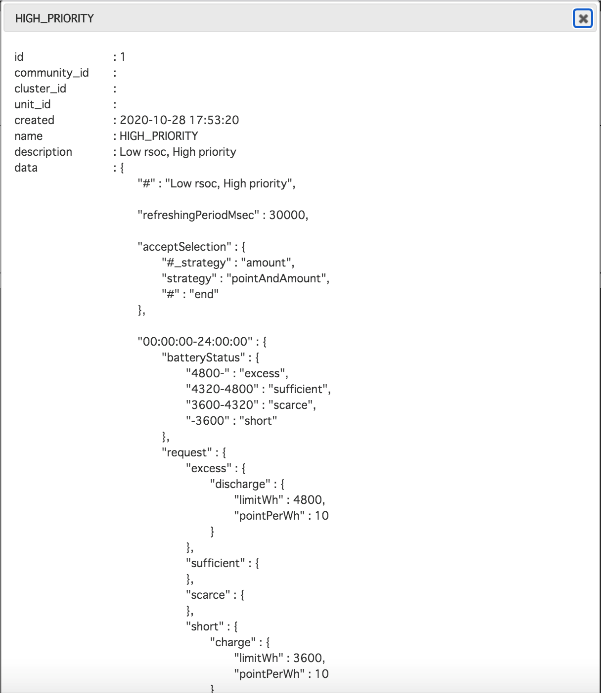 HIGH_PRIORITY
id : 1
community_id :
cluster_id :
unit_id :
created : 2020-10-28 17:53:20
name : HIGH_PRIORITY
description : Low rsoc, High priority
data : {
"#" : "Low rsoc, High priority",
"refreshingPeriodMsec" : 30000,
"acceptSelection" : {
"#_strategy" : "amount",
"strategy" : "pointAndAmount",
"#" : "end"
},
"00:00:00-24:00:00" : {
"batteryStatus" : {
"4800-" : "excess",
"4320-4800" : "sufficient",
"3600-4320" : "scarce",
"-3600" : "short"
},
"request" : {
"excess" : {
"discharge" : {
"limitWh" : 4800,
"pointPerWh" : 10
}
},
"sufficient" : {
},
"scarce" : {
},
"short" : {
"charge" : {
"limitWh" : 3600,
"pointPerWh" : 10
}